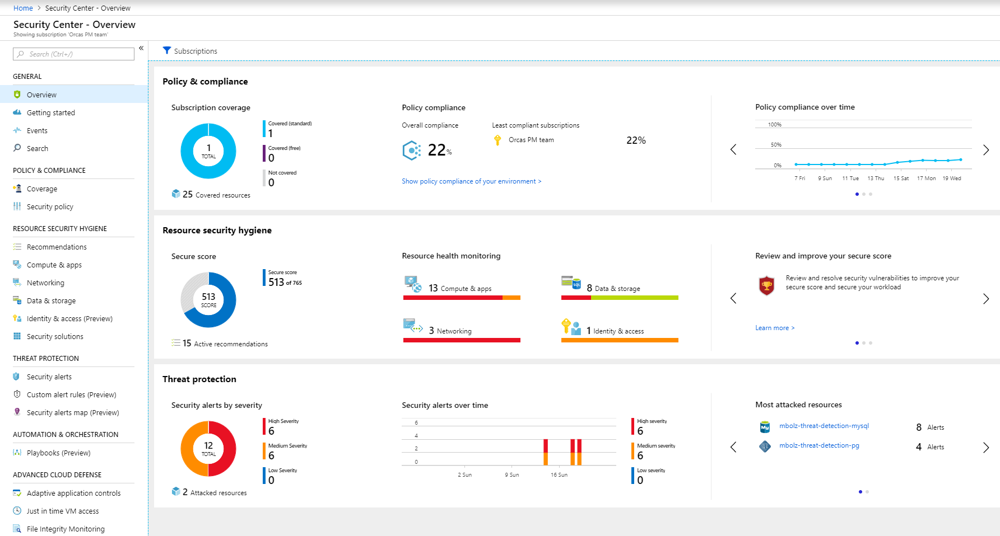 Home > Security Center - Overview
Security Center - Overview
Showing subscription 'Orcas PM team'
Search (Ctrl+/)
«
GENERAL
Overview
Getting started
Events
Search
POLICY & COMPLIANCE
Coverage
Security policy
RESOURCE SECURITY HYGIENE
Recommendations
Compute & apps
Networking
Data & storage
Identity & access (Preview)
Security solutions
THREAT PROTECTION
Security alerts
Custom alert rules (Preview)
Security alerts map (Preview)
AUTOMATION & ORCHESTRATION
Playbooks (Preview)
ADVANCED CLOUD DEFENSE
Adaptive application controls
Just in time VM access
File Integrity Monitoring
Subscriptions
Policy & compliance
Subscription coverage
1
TOTAL
Covered (standard)
1
Covered (free)
0
Not covered
0
25 Covered resources
Policy compliance
Overall compliance
22%
Least compliant subscriptions
Orcas PM team 22%
Show policy compliance of your environment >
Policy compliance over time
100%
50%
0%
7 Fri 9 Sun 11 Tue 13 Thu 15 Sat 17 Mon 19 Wed
Resource security hygiene
Secure score
513
SCORE
Secure score
513 of 765
15 Active recommendations
Resource health monitoring
13 Compute & apps
SQL
8 Data & storage
3 Networking
1 Identity & access
Review and improve your secure score
Review and resolve security vulnerabilities to improve your
secure score and secure your workload
Learn more >
Threat protection
Security alerts by severity
12
TOTAL
High Severity
6
Medium Severity
6
Low Severity
0
2 Attacked resources
Security alerts over time
6
4
2
0
2 Sun 9 Sun 16 Sun
High severity
6
Medium severity
6
Low severity
0
Most attacked resources
My
mbolz-threat-detection-mysql 8 Alerts
mbolz-threat-detection-pg 4 Alerts